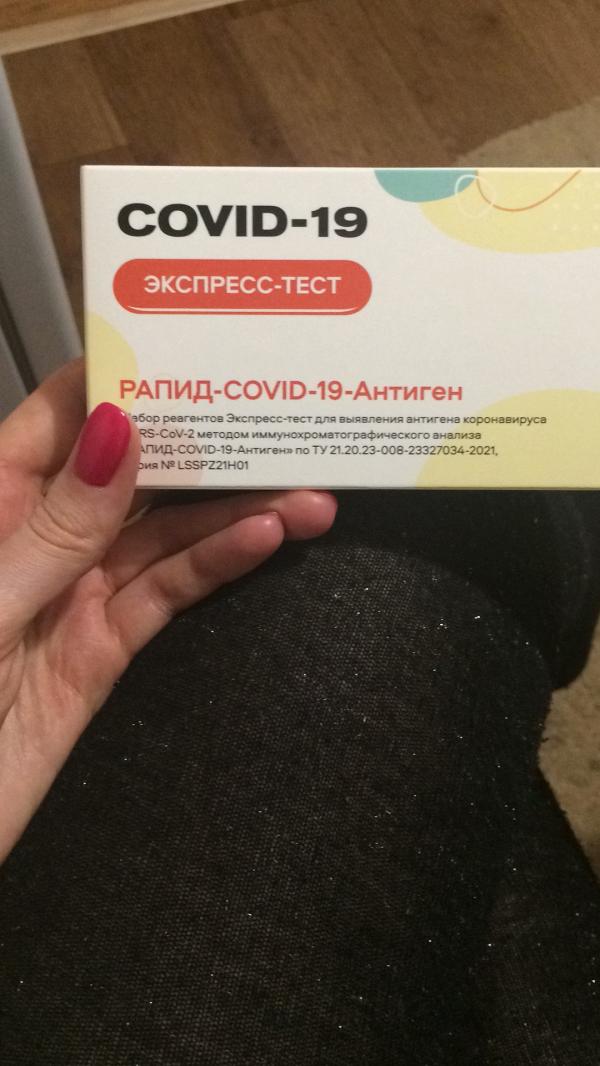 COVID-19
ЭКСПРЕСС-ТЕСТ
РАПИД-COVID-19-Антиген
абор реагентов Экспресс-тест для выявления антигена коронавируса
RS-CoV-2 методом иммунохроматографического анализа
АПИД-COVID-19-Антиген» по ТУ 21.20.23-008-23327034-2021,
рия № LSSPZ21H01